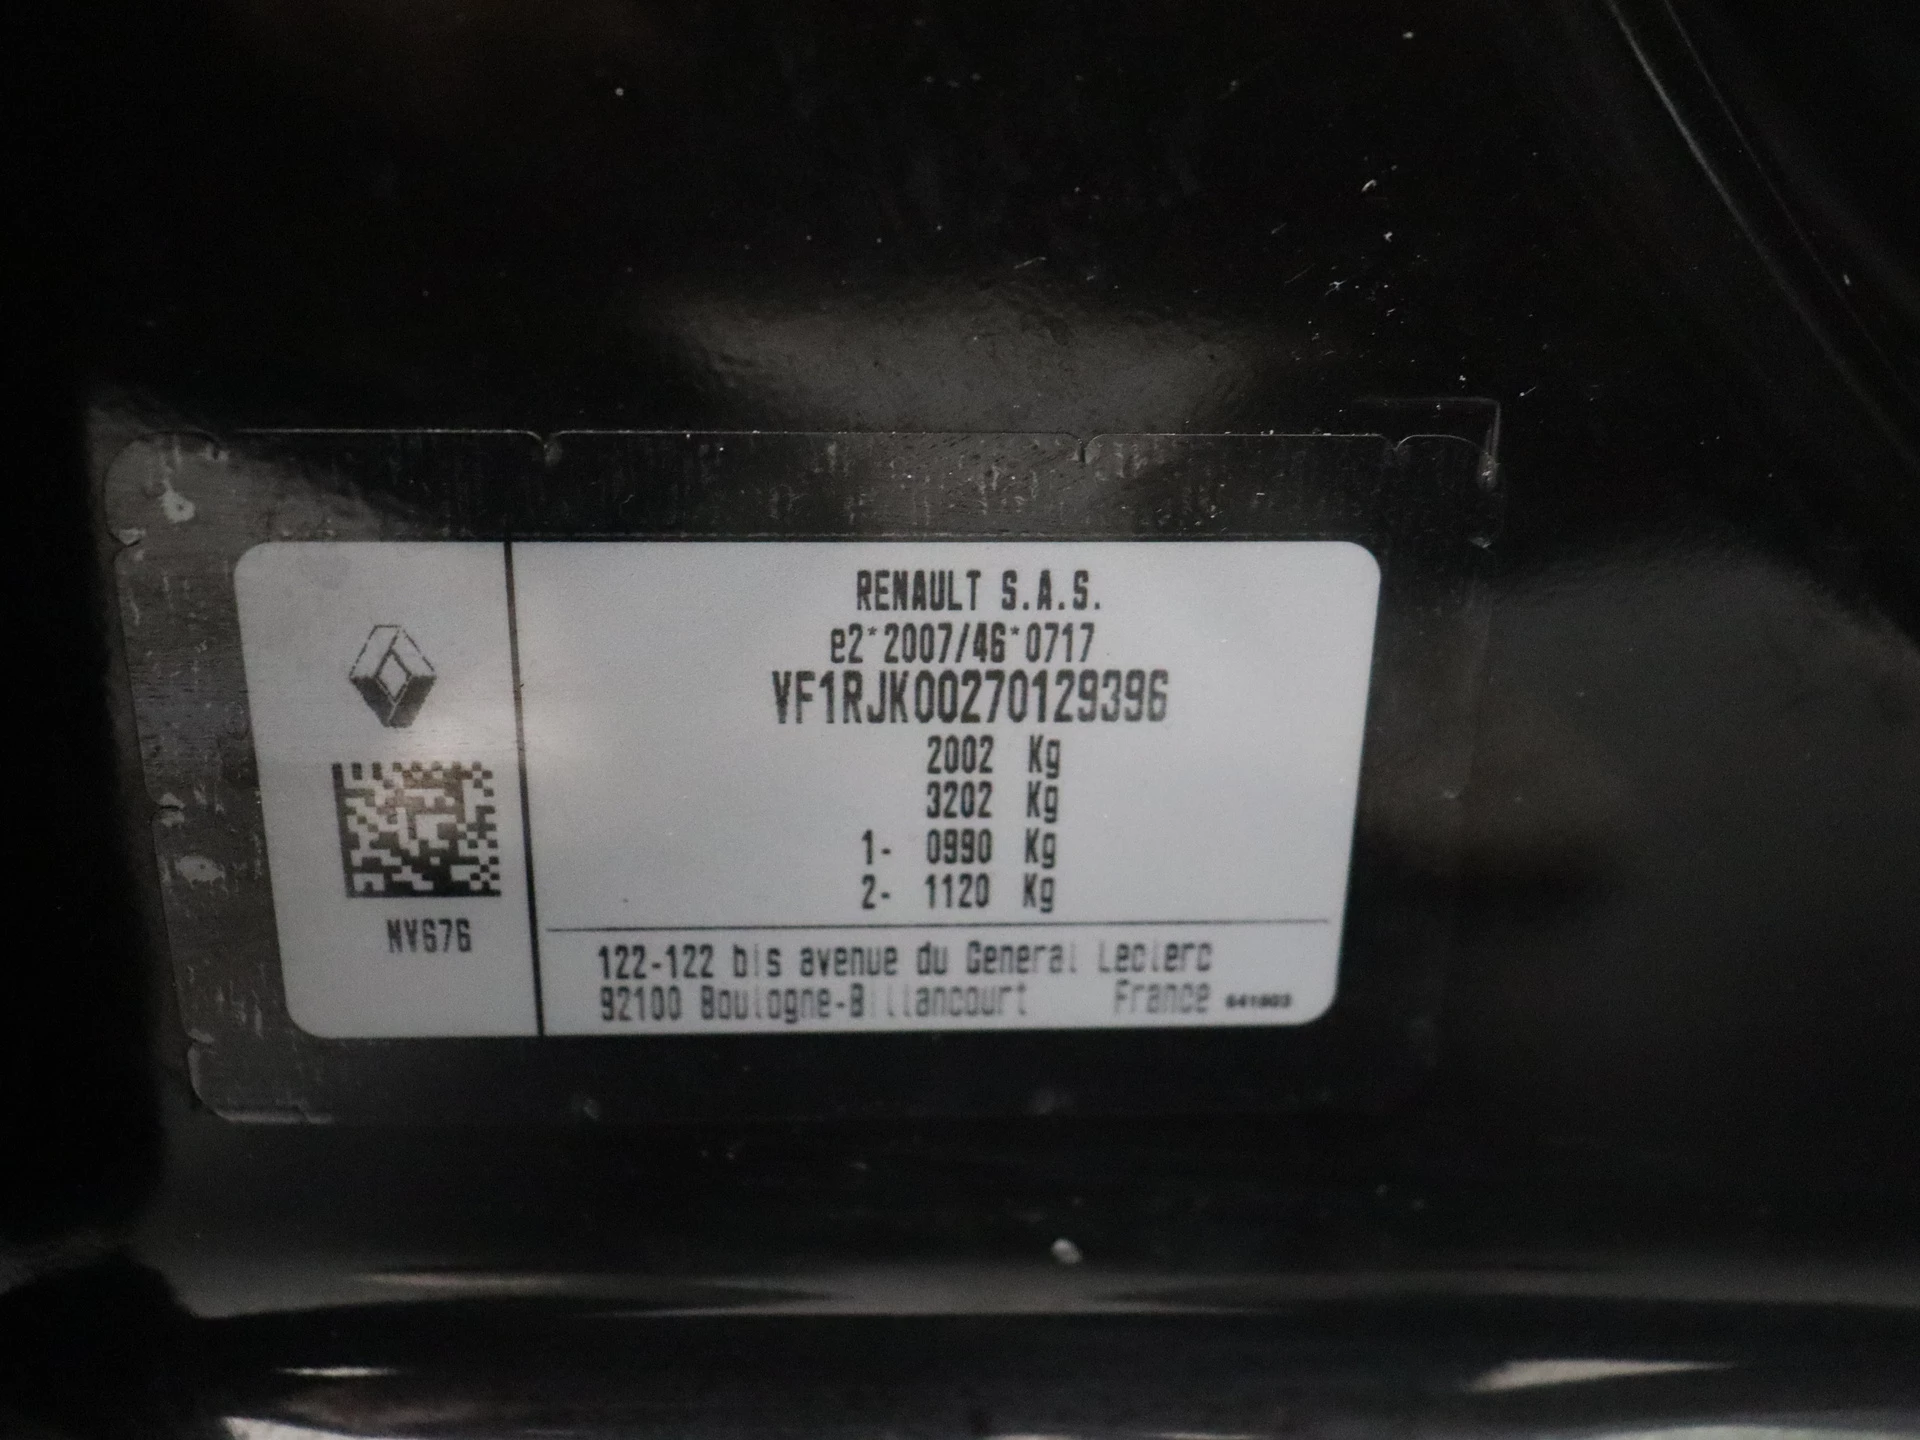 RENAULT S.A.S.
e2*2007/46*0717
VF1RJK00270129396
2002 Kg
3202 Kg
1- 0990 Kg
2- 1120 Kg
NV676
122-122 bis avenue du General Leclerc
92100 Boulogne-Billancourt France